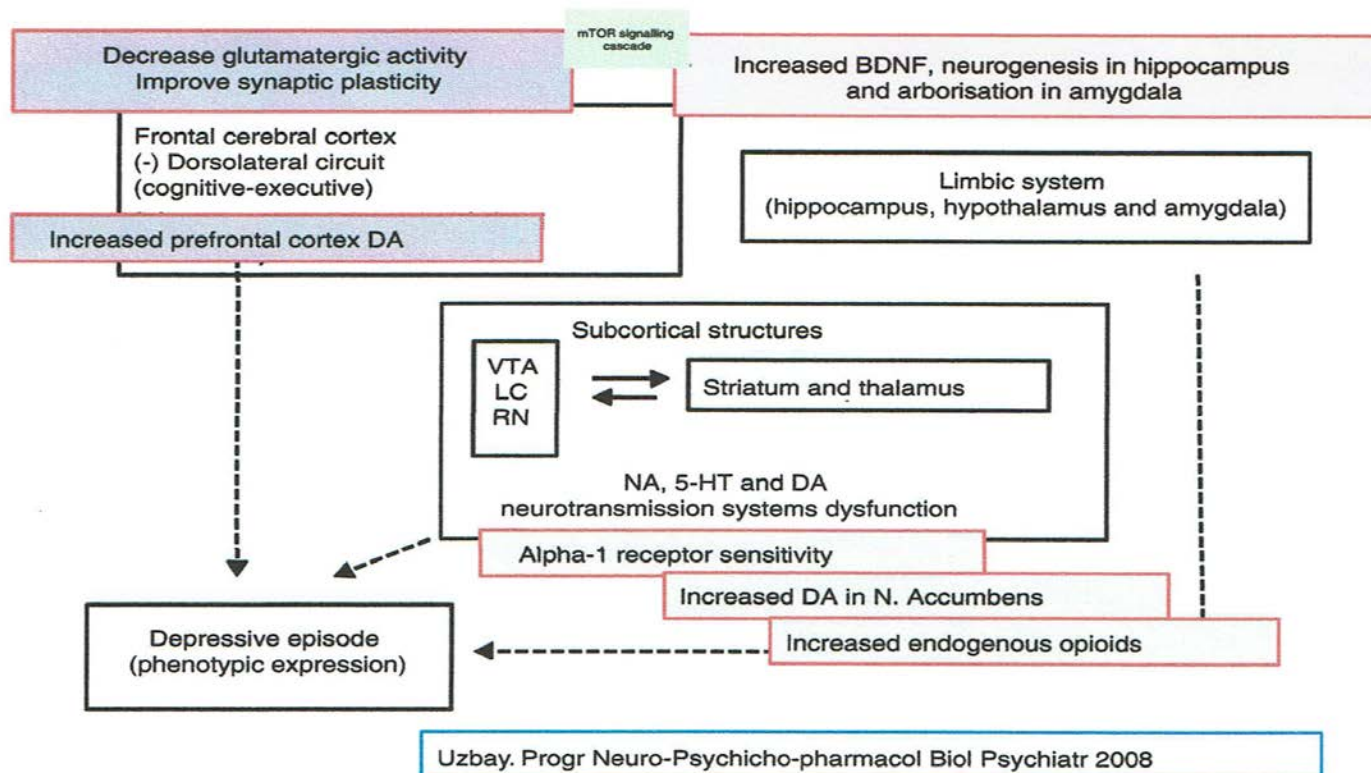 mTOR signalling
cascade
Decrease glutamatergic activity
Improve synaptic plasticity
Increased BDNF, neurogenesis in hippocampus
and arborisation in amygdala
Frontal cerebral cortex
(-) Dorsolateral circuit
(cognitive-executive)
Increased prefrontal cortex DA
Limbic system
(hippocampus, hypothalamus and amygdala)
Subcortical structures
VTA
LC
RN
Striatum and thalamus
NA, 5-HT and DA
neurotransmission systems dysfunction
Alpha-1 receptor sensitivity
Increased DA in N. Accumbens
Increased endogenous opioids
Depressive episode
(phenotypic expression)
Uzbay. Progr Neuro-Psychicho-pharmacol Biol Psychiatr 2008